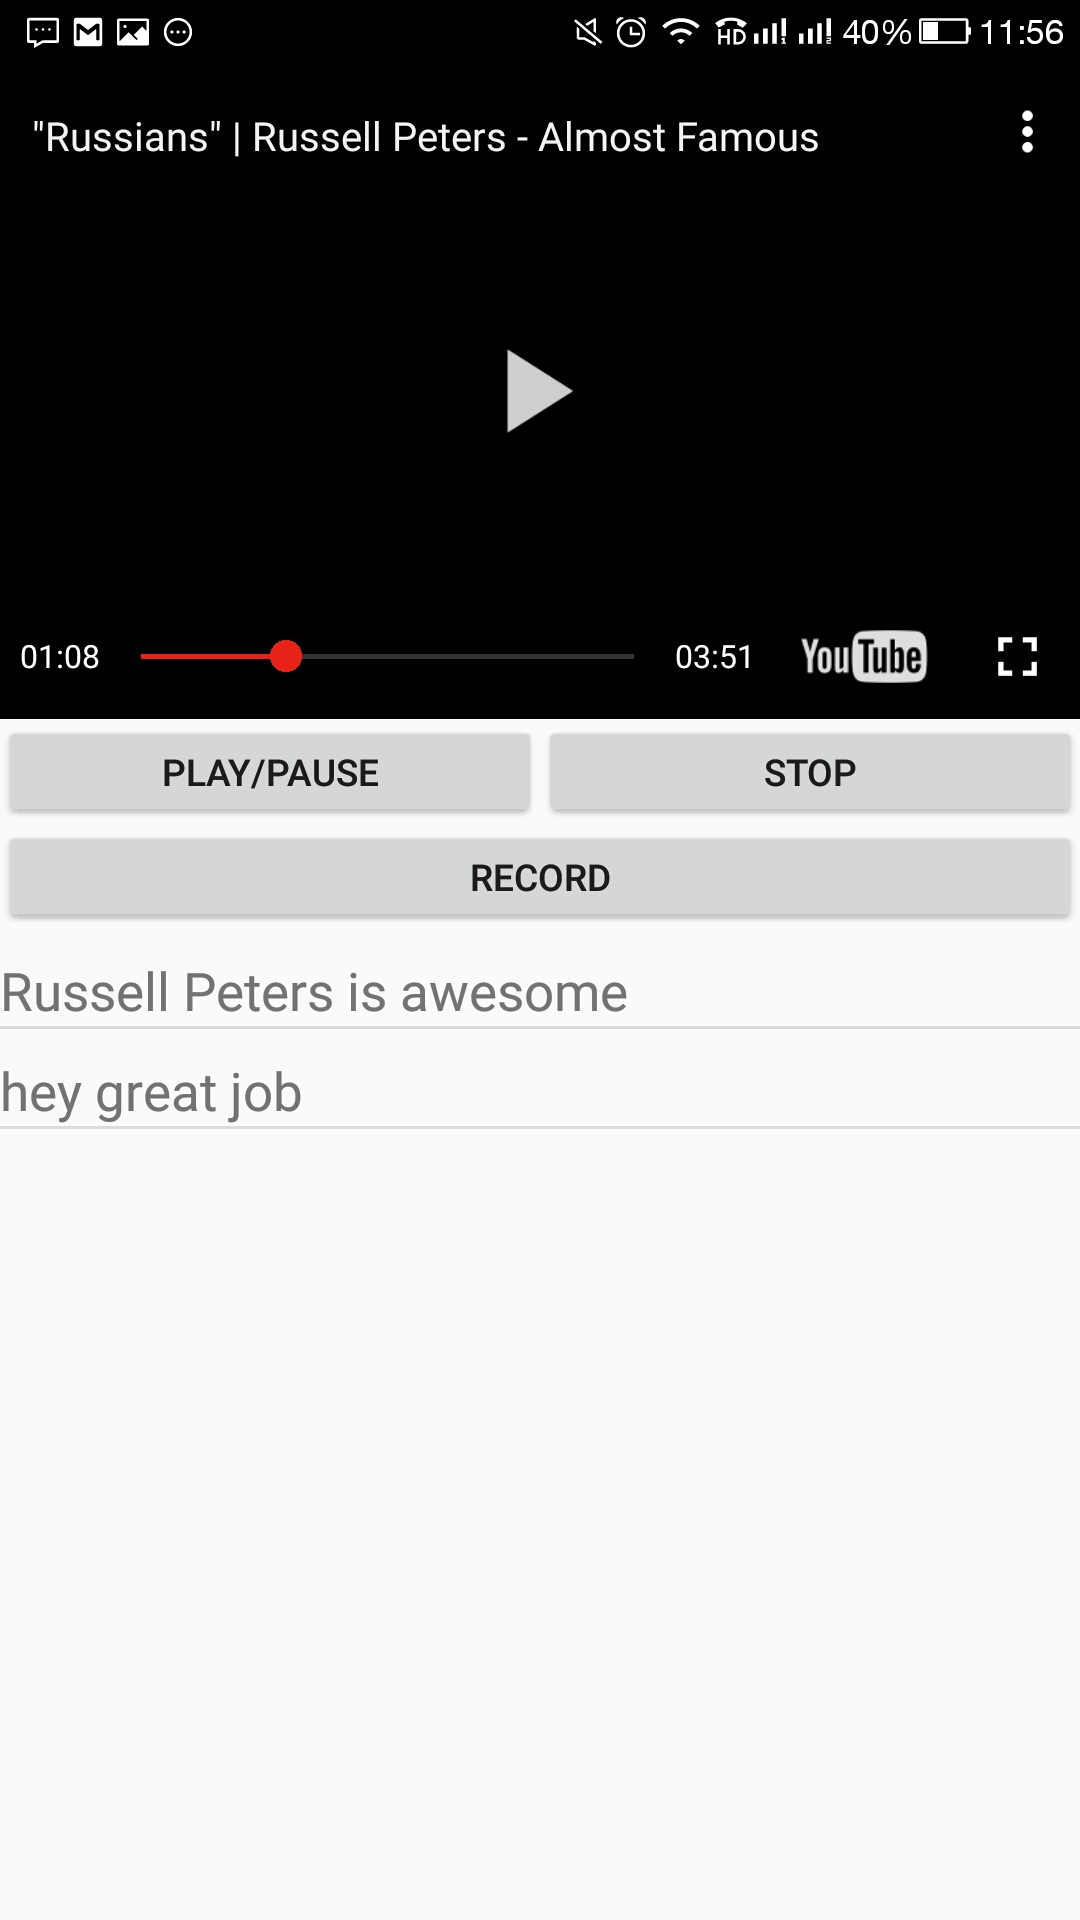 40% 11:56
"Russians" | Russell Peters - Almost Famous
01:08 03:51 YouTube
PLAY/PAUSE STOP
RECORD
Russell Peters is awesome
hey great job